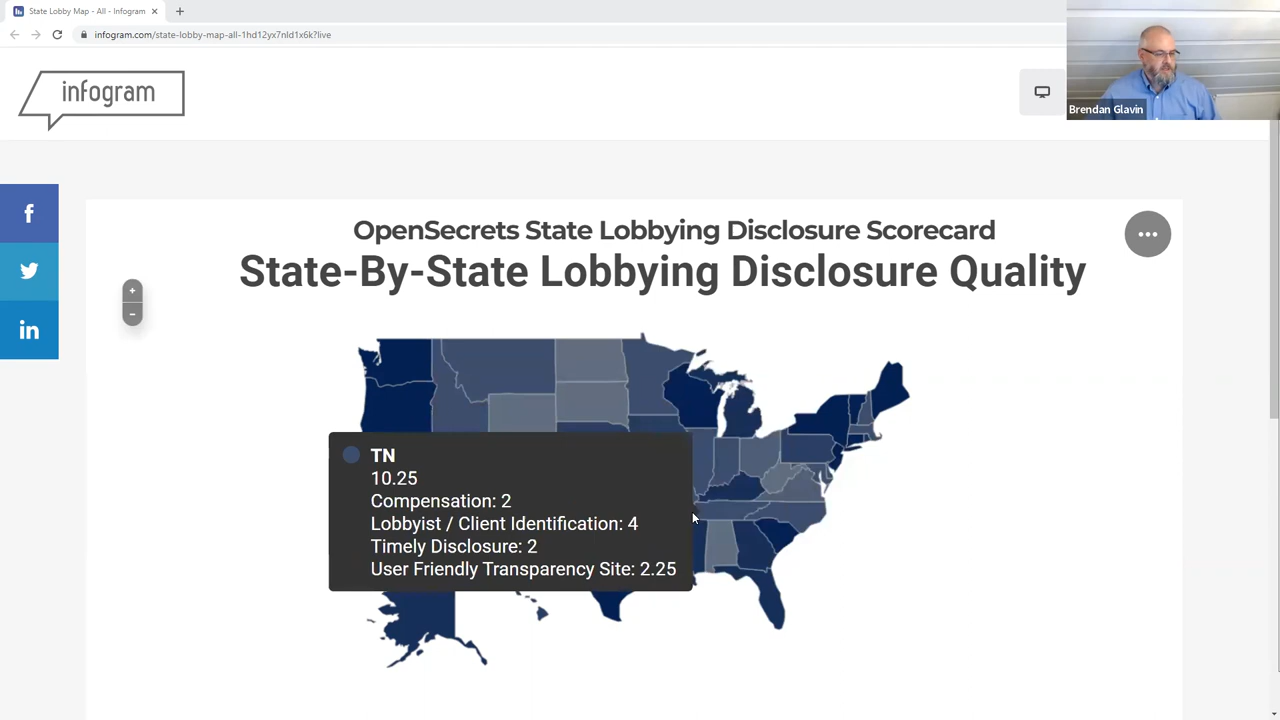 State Lobby Map - All - Infogram
infogram.com/state-lobby-map-all-1hd12yx7nld1x6k?live
infogram
Brendan Glavin
f
in
OpenSecrets State Lobbying Disclosure Scorecard
State-By-State Lobbying Disclosure Quality
+
-
TN
10.25
Compensation: 2
Lobbyist / Client Identification: 4
Timely Disclosure: 2
User Friendly Transparency Site: 2.25